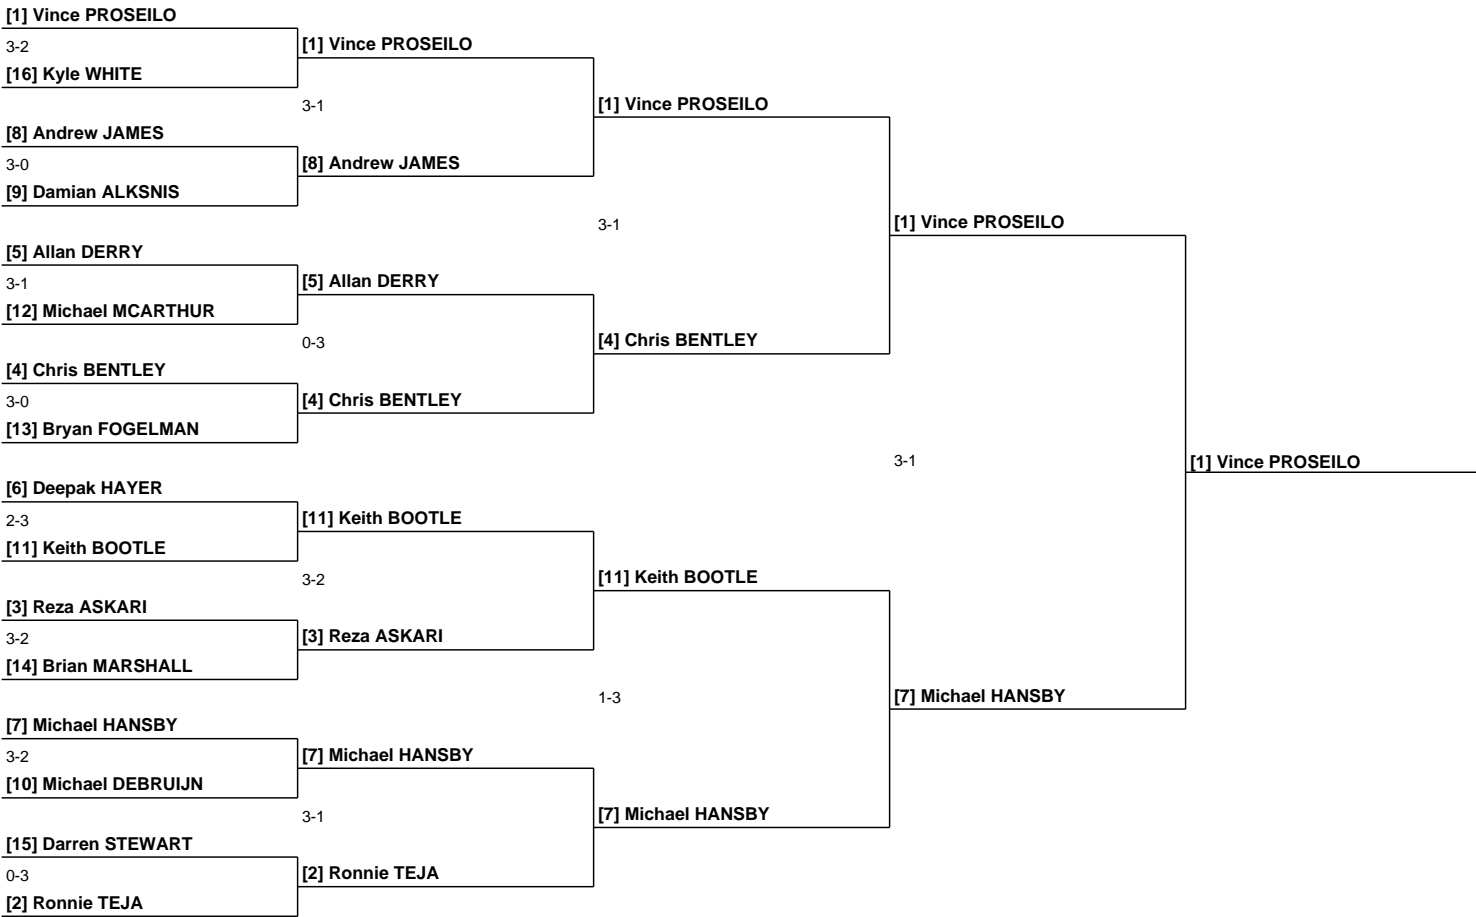 [1] Vince PROSEILO
3-2
[16] Kyle WHITE
[8] Andrew JAMES
3-0
[9] Damian ALKSNIS
[5] Allan DERRY
3-1
[12] Michael MCARTHUR
[4] Chris BENTLEY
3-0
[13] Bryan FOGELMAN
[6] Deepak HAYER
2-3
[11] Keith BOOTLE
[3] Reza ASKARI
3-2
[14] Brian MARSHALL
[7] Michael HANSBY
3-2
[10] Michael DEBRUIJN
[15] Darren STEWART
0-3
[2] Ronnie TEJA
[1] Vince PROSEILO
3-1
[8] Andrew JAMES
[5] Allan DERRY
0-3
[4] Chris BENTLEY
[11] Keith BOOTLE
3-2
[3] Reza ASKARI
[7] Michael HANSBY
3-1
[2] Ronnie TEJA
[1] Vince PROSEILO
3-1
[4] Chris BENTLEY
[11] Keith BOOTLE
1-3
[7] Michael HANSBY
[1] Vince PROSEILO
3-1
[7] Michael HANSBY
[1] Vince PROSEILO